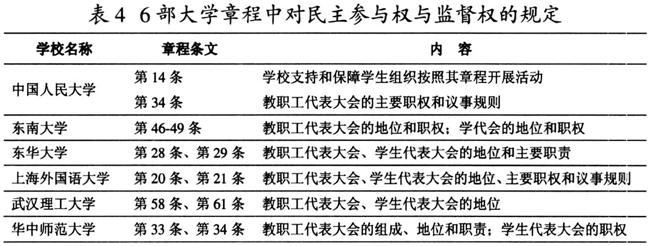 表4 6部大学章程中对民主参与权与监督权的规定
学校名称 章程条文 内 容
中国人民大学 第14条 学校支持和保障学生组织按照其章程开展活动
第34条 教职工代表大会的主要职权和议事规则
东南大学 第46-49条 教职工代表大会的地位和职权；学代会的地位和职权
东华大学 第28条、第29条 教职工代表大会、学生代表大会的地位和主要职责
上海外国语大学 第20条、第21条 教职工代表大会、学生代表大会的地位、主要职权和议事规则
武汉理工大学 第58条、第61条 教职工代表大会、学生代表大会的地位
华中师范大学 第33条、第34条 教职工代表大会的组成、地位和职责；学生代表大会的职权